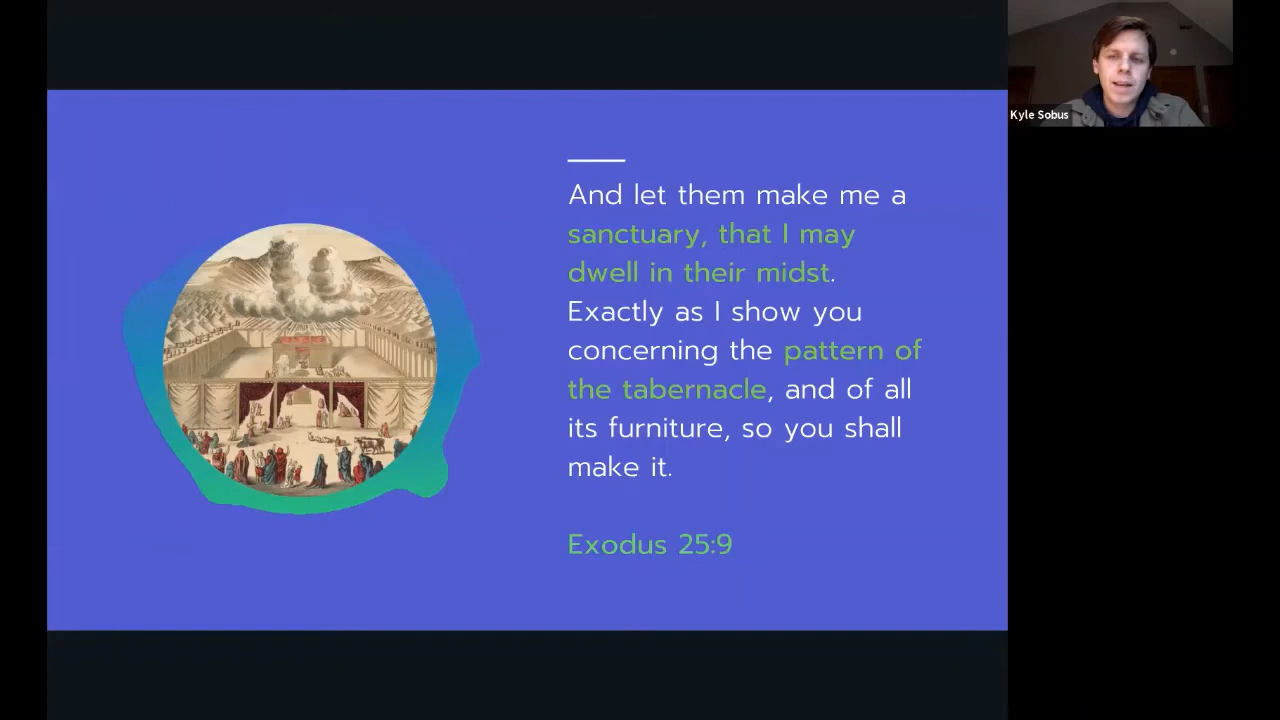 And let them make me a
sanctuary, that I may
dwell in their midst.
Exactly as I show you
concerning the pattern of
the tabernacle, and of all
its furniture, so you shall
make it.
Exodus 25:9
Kyle Sobus